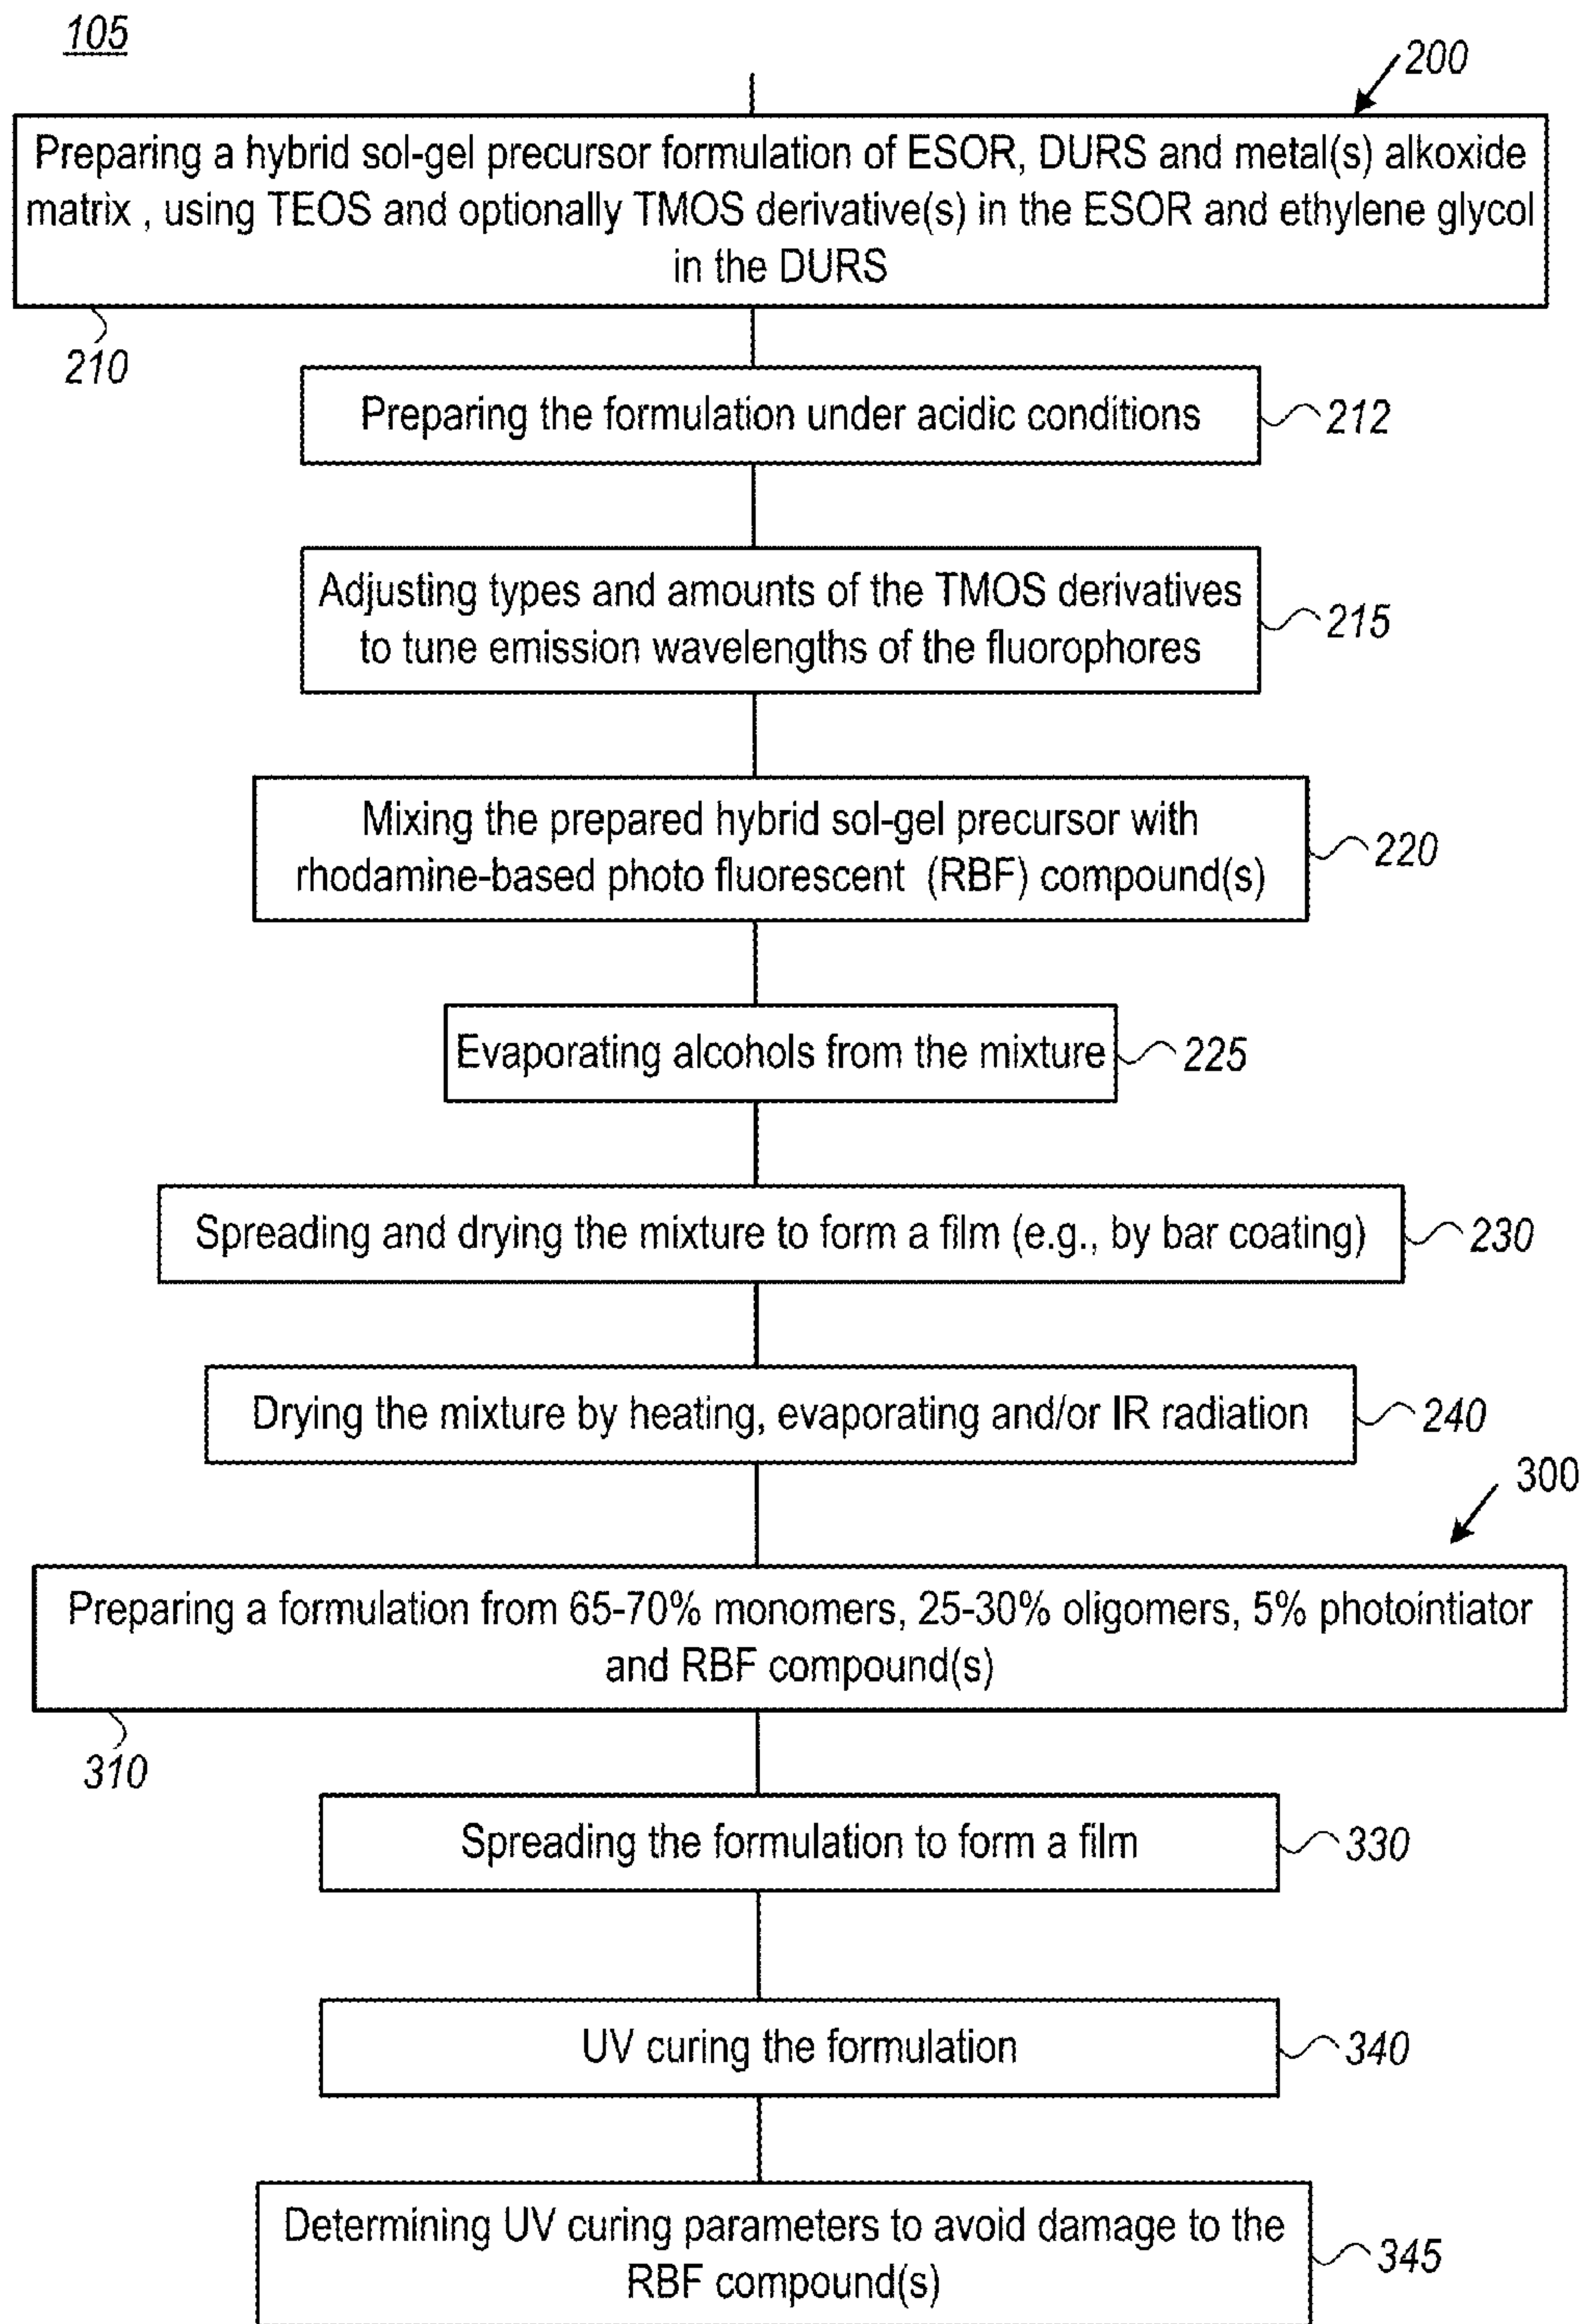 105
200
Preparing a hybrid sol-gel precursor formulation of ESOR, DURS and metal(s) alkoxide
matrix , using TEOS and optionally TMOS derivative(s) in the ESOR and ethylene glycol
in the DURS
210
Preparing the formulation under acidic conditions
212
Adjusting types and amounts of the TMOS derivatives
to tune emission wavelengths of the fluorophores
215
Mixing the prepared hybrid sol-gel precursor with
rhodamine-based photo fluorescent (RBF) compound(s)
220
Evaporating alcohols from the mixture
225
Spreading and drying the mixture to form a film (e.g., by bar coating)
230
Drying the mixture by heating, evaporating and/or IR radiation
240
300
Preparing a formulation from 65-70% monomers, 25-30% oligomers, 5% photointiator
and RBF compound(s)
310
Spreading the formulation to form a film
330
UV curing the formulation
340
Determining UV curing parameters to avoid damage to the
RBF compound(s)
345